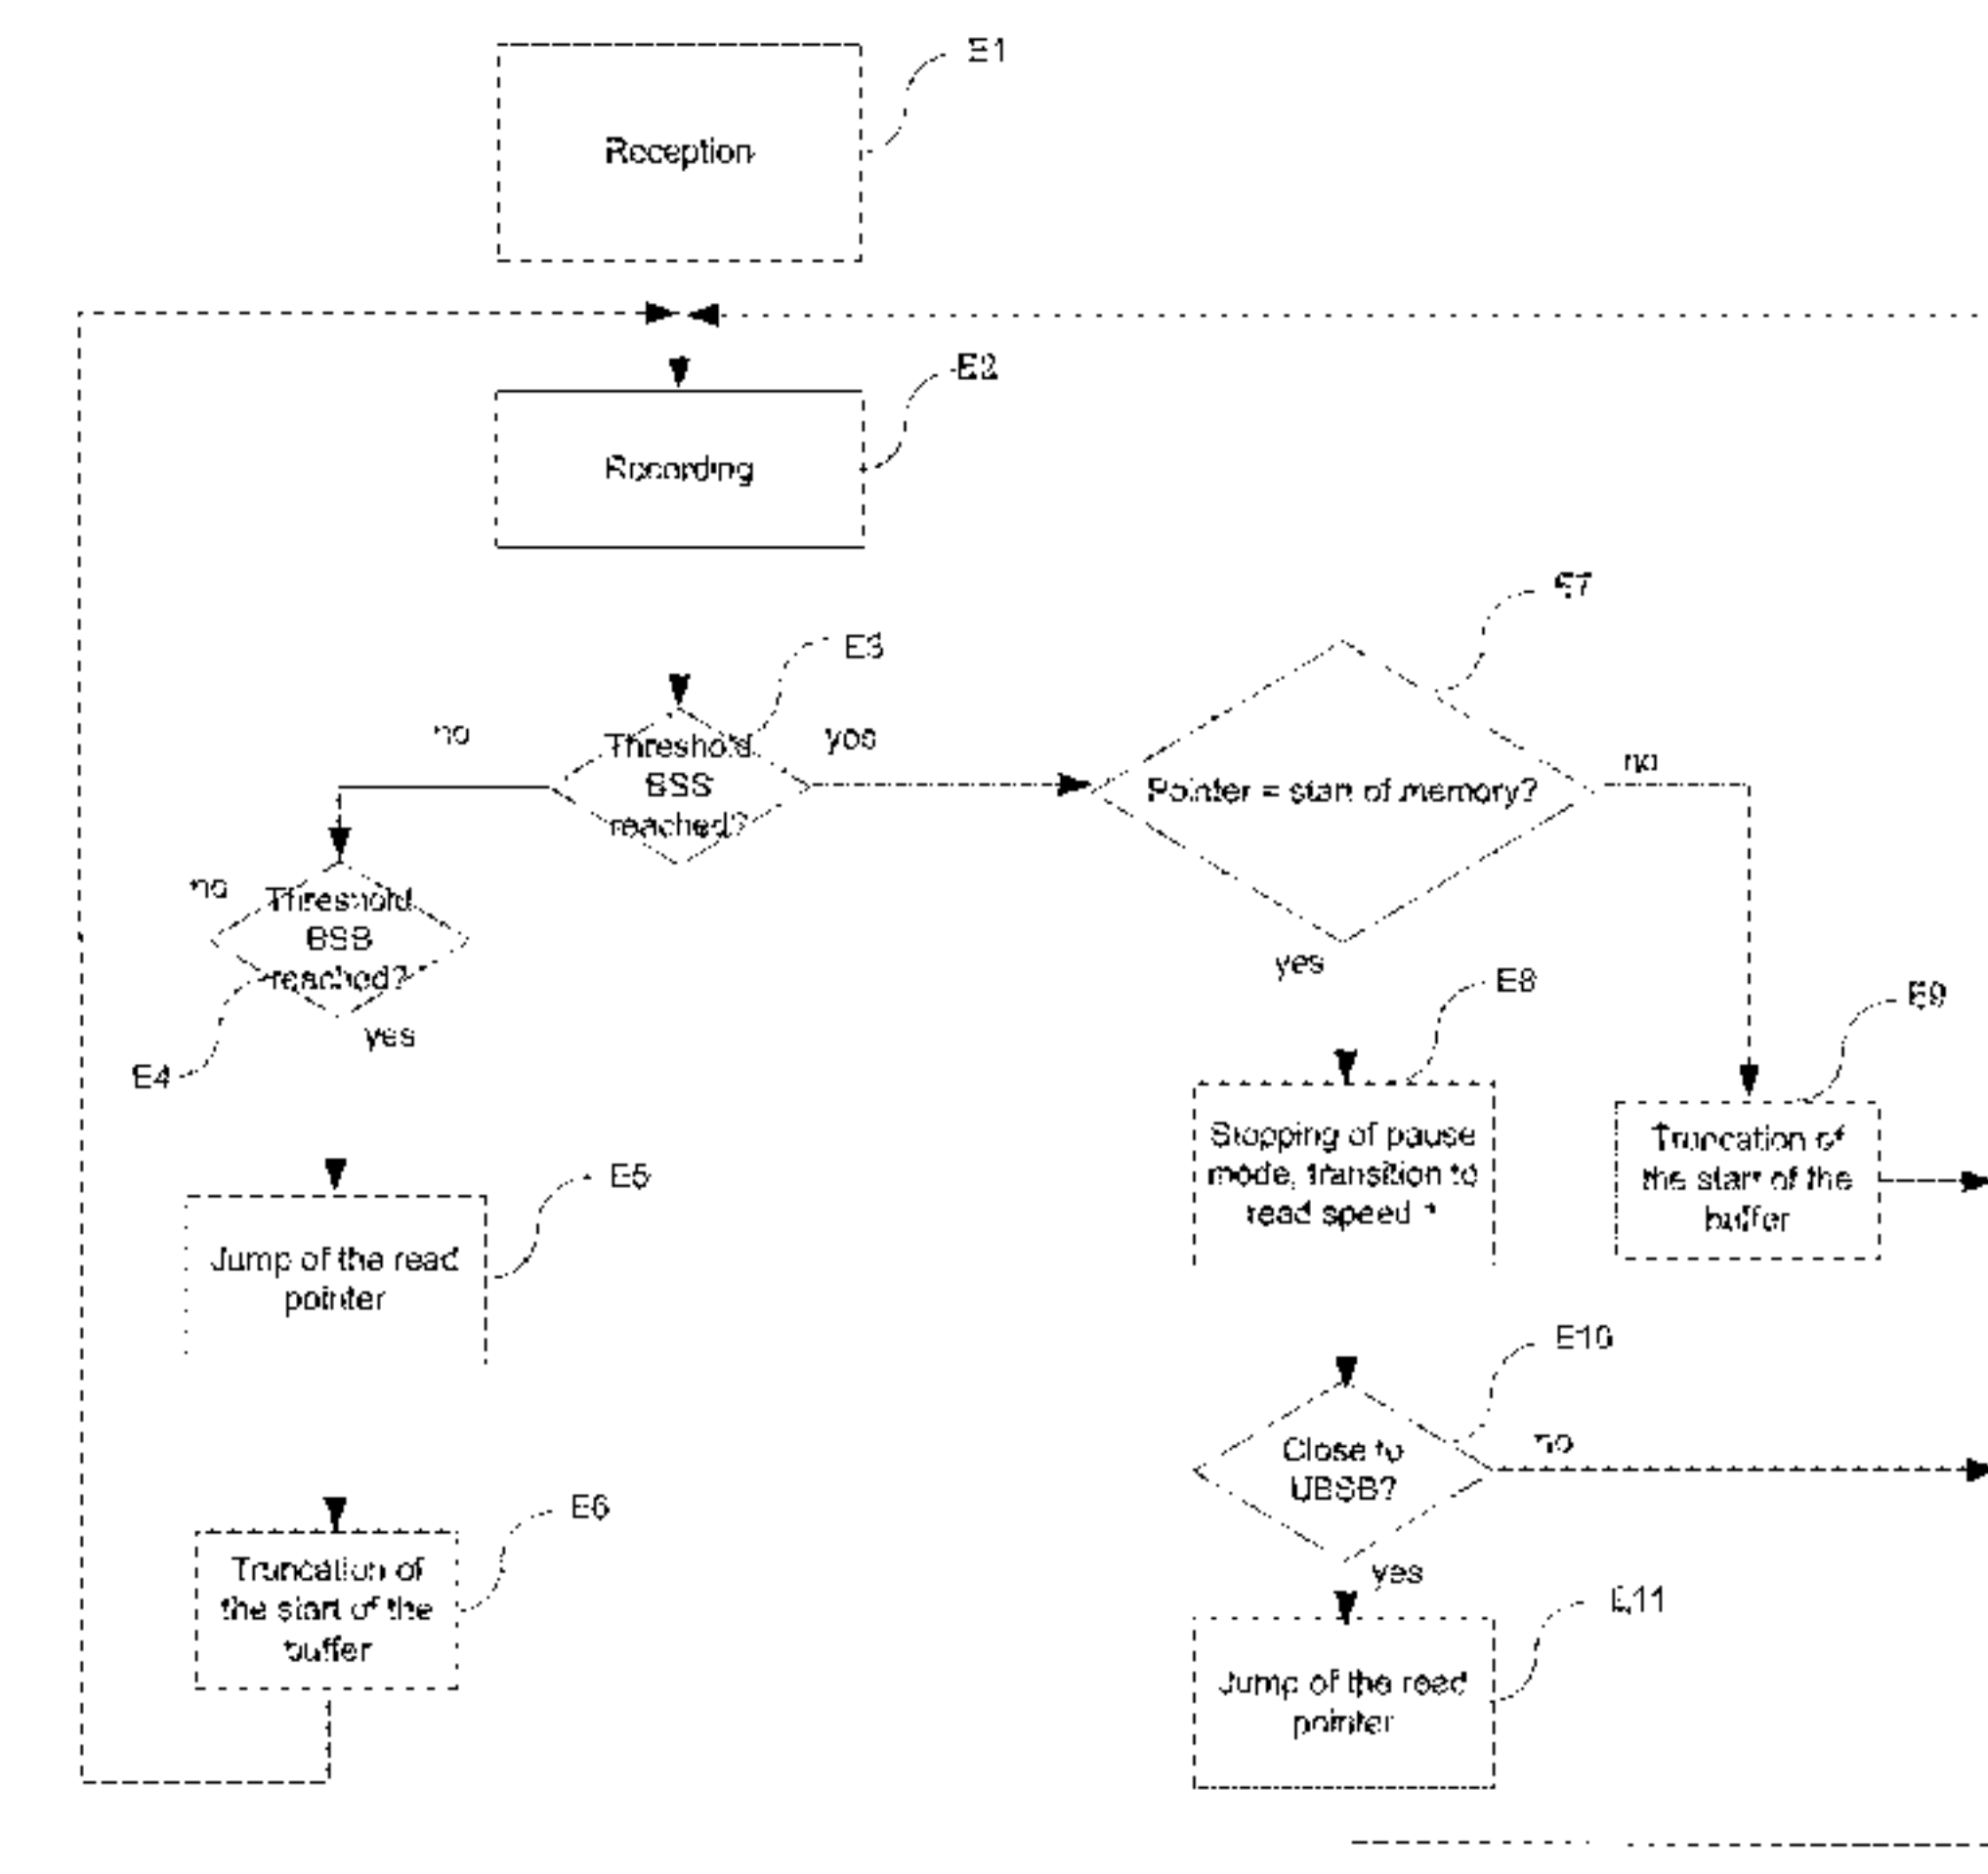 E1
Reception
E2
Recording
E7
E3
no
Threshold
BSS
reached?
yes
Pointer = start of memory?
no
no
Threshold
BSB
reached?
yes
E4
yes
E8
E9
Stopping of pause
mode, transition to
read speed
Truncation of
the start of the
buffer
E5
Jump of the read
pointer
E10
Close to
UBSB?
no
yes
E6
Truncation of
the start of the
buffer
E11
Jump of the read
pointer